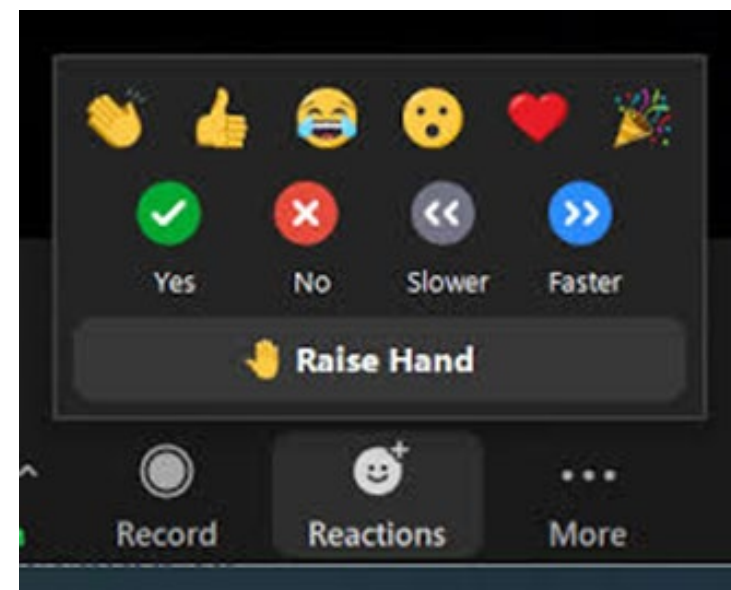 Yes No Slower Faster
Raise Hand
Record Reactions More